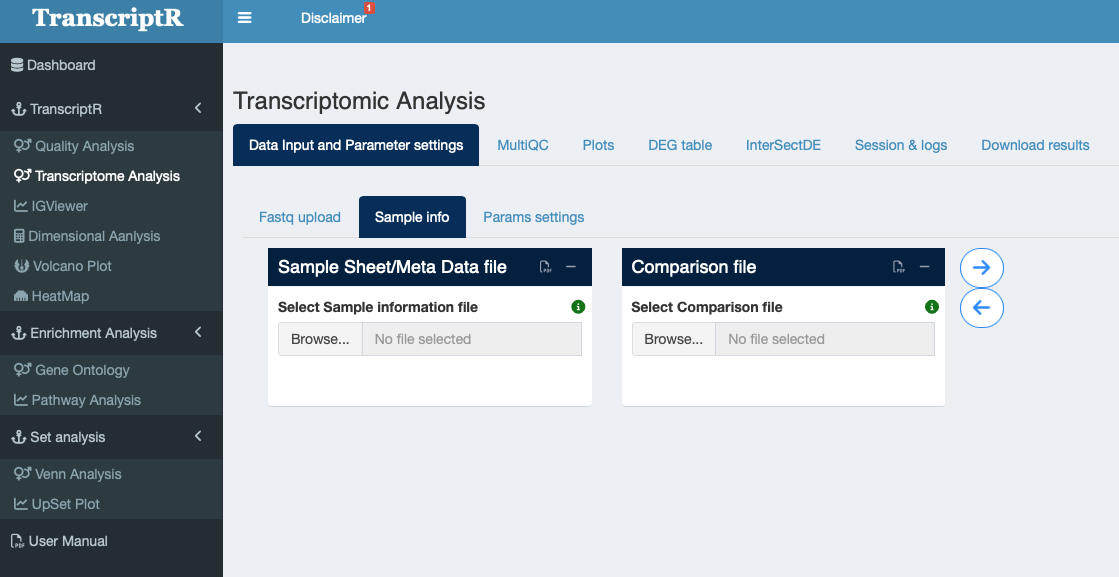 TranscriptR
Disclaimer 1
Dashboard
TranscriptR
Quality Analysis
Transcriptome Analysis
IGViewer
Dimensional Aanlysis
Volcano Plot
HeatMap
Enrichment Analysis
Gene Ontology
Pathway Analysis
Set analysis
Venn Analysis
UpSet Plot
User Manual
Transcriptomic Analysis
Data Input and Parameter settings MultiQC Plots DEG table InterSectDE Session & logs Download results
Fastq upload Sample info Params settings
Sample Sheet/Meta Data file
Select Sample information file
Browse... No file selected
Comparison file
Select Comparison file
Browse... No file selected